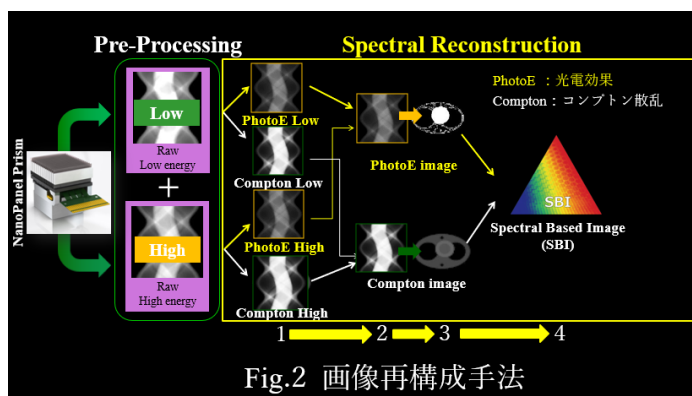 Pre-Processing
Spectral Reconstruction
NanoPanel Prism
Low
Raw
Low energy
+
High
Raw
High energy
PhotoE Low
Compton Low
PhotoE High
Compton High
PhotoE image
Compton image
PhotoE ：光電効果
Compton：コンプトン散乱
SBI
Spectral Based Image
(SBI)
1 2 3 4
Fig.2 画像再構成手法